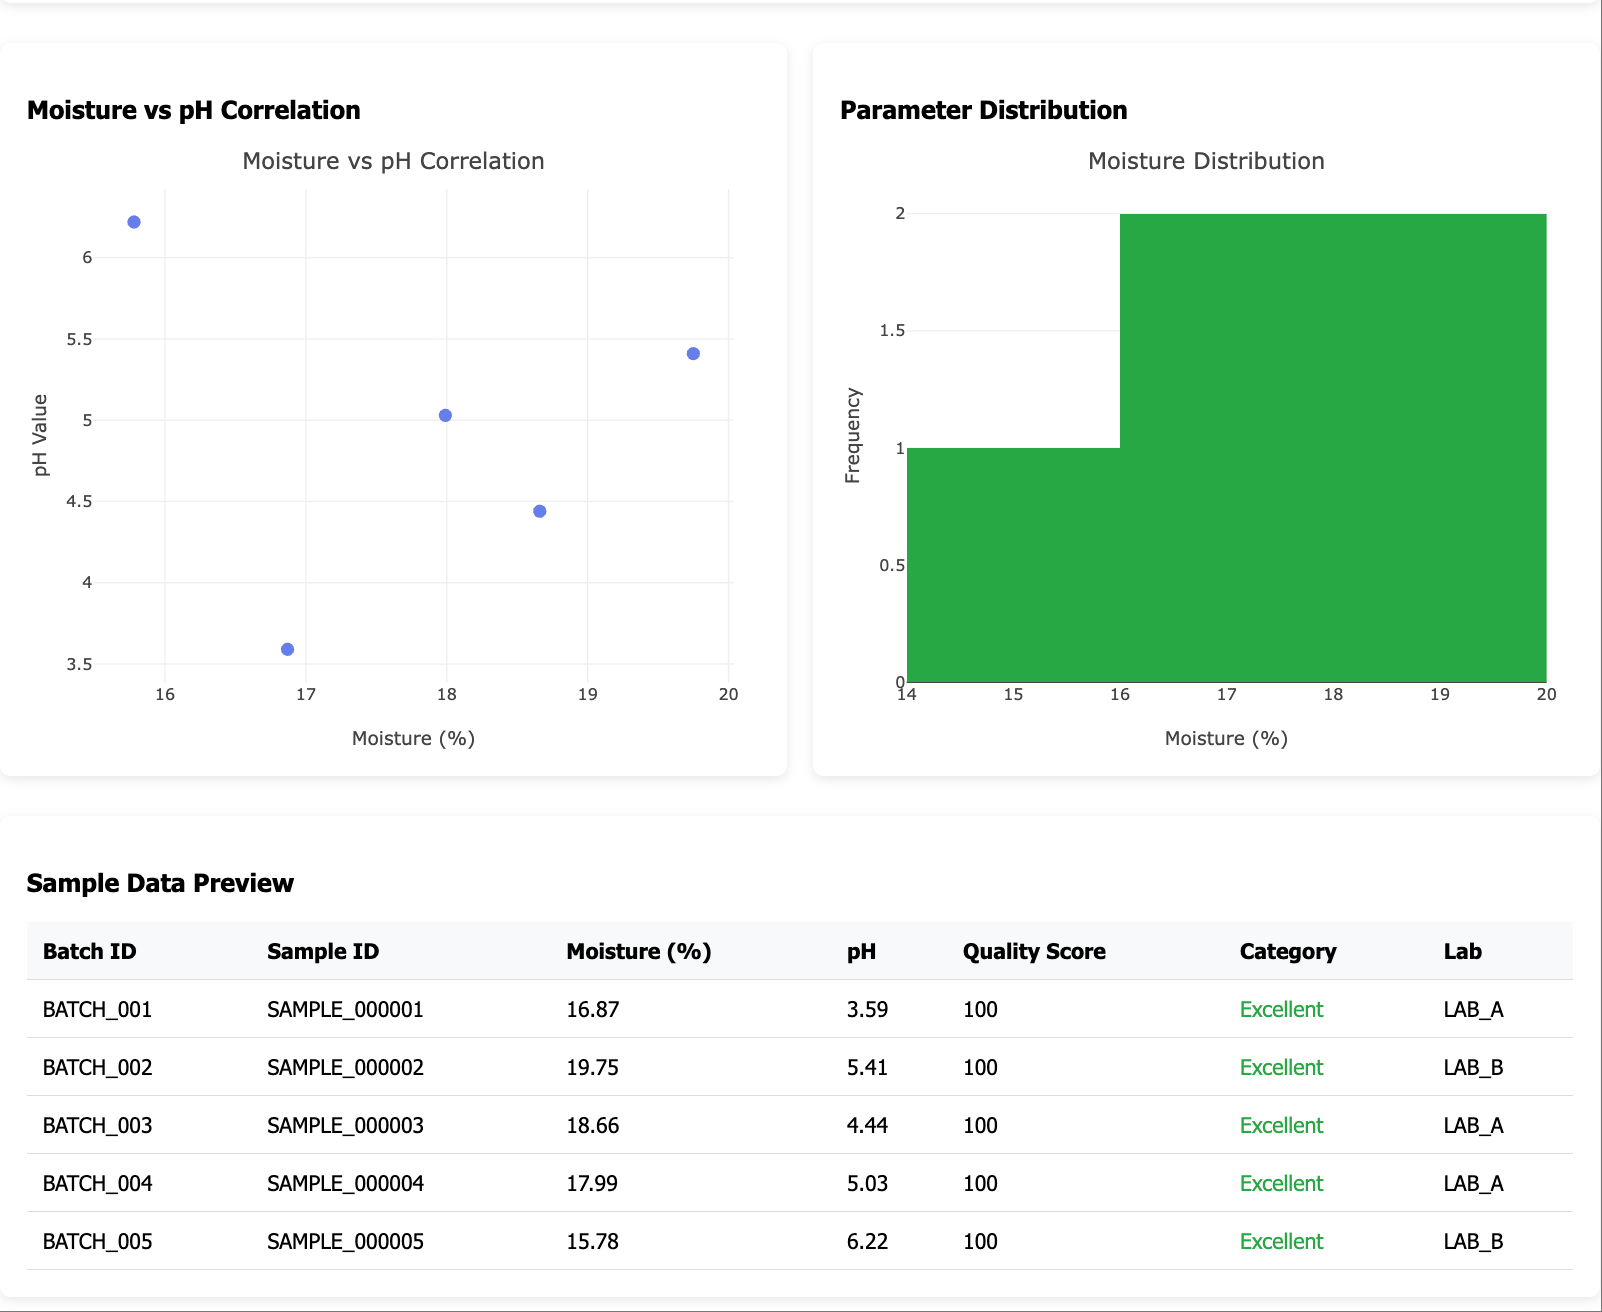 Moisture vs pH Correlation
Moisture vs pH Correlation
6
5.5
5
4.5
4
3.5
pH Value
16 17 18 19 20
Moisture (%)
Parameter Distribution
Moisture Distribution
2
1.5
1
0.5
0
Frequency
14 15 16 17 18 19 20
Moisture (%)
Sample Data Preview
Batch ID Sample ID Moisture (%) pH Quality Score Category Lab
BATCH_001 SAMPLE_000001 16.87 3.59 100 Excellent LAB_A
BATCH_002 SAMPLE_000002 19.75 5.41 100 Excellent LAB_B
BATCH_003 SAMPLE_000003 18.66 4.44 100 Excellent LAB_A
BATCH_004 SAMPLE_000004 17.99 5.03 100 Excellent LAB_A
BATCH_005 SAMPLE_000005 15.78 6.22 100 Excellent LAB_B